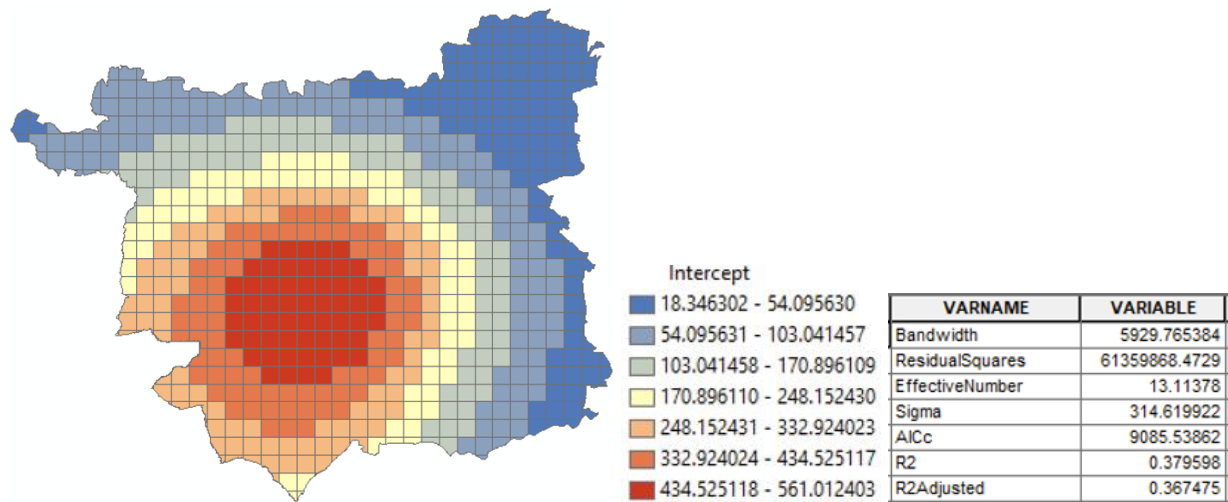 Intercept
18.346302 - 54.095630
54.095631 - 103.041457
103.041458 - 170.896109
170.896110 - 248.152430
248.152431 - 332.924023
332.924024 - 434.525117
434.525118 - 561.012403
VARNAME VARIABLE
Bandwidth 5929.765384
ResidualSquares 61359868.4729
EffectiveNumber 13.11378
Sigma 314.619922
AICc 9085.53862
R2 0.379598
R2Adjusted 0.367475